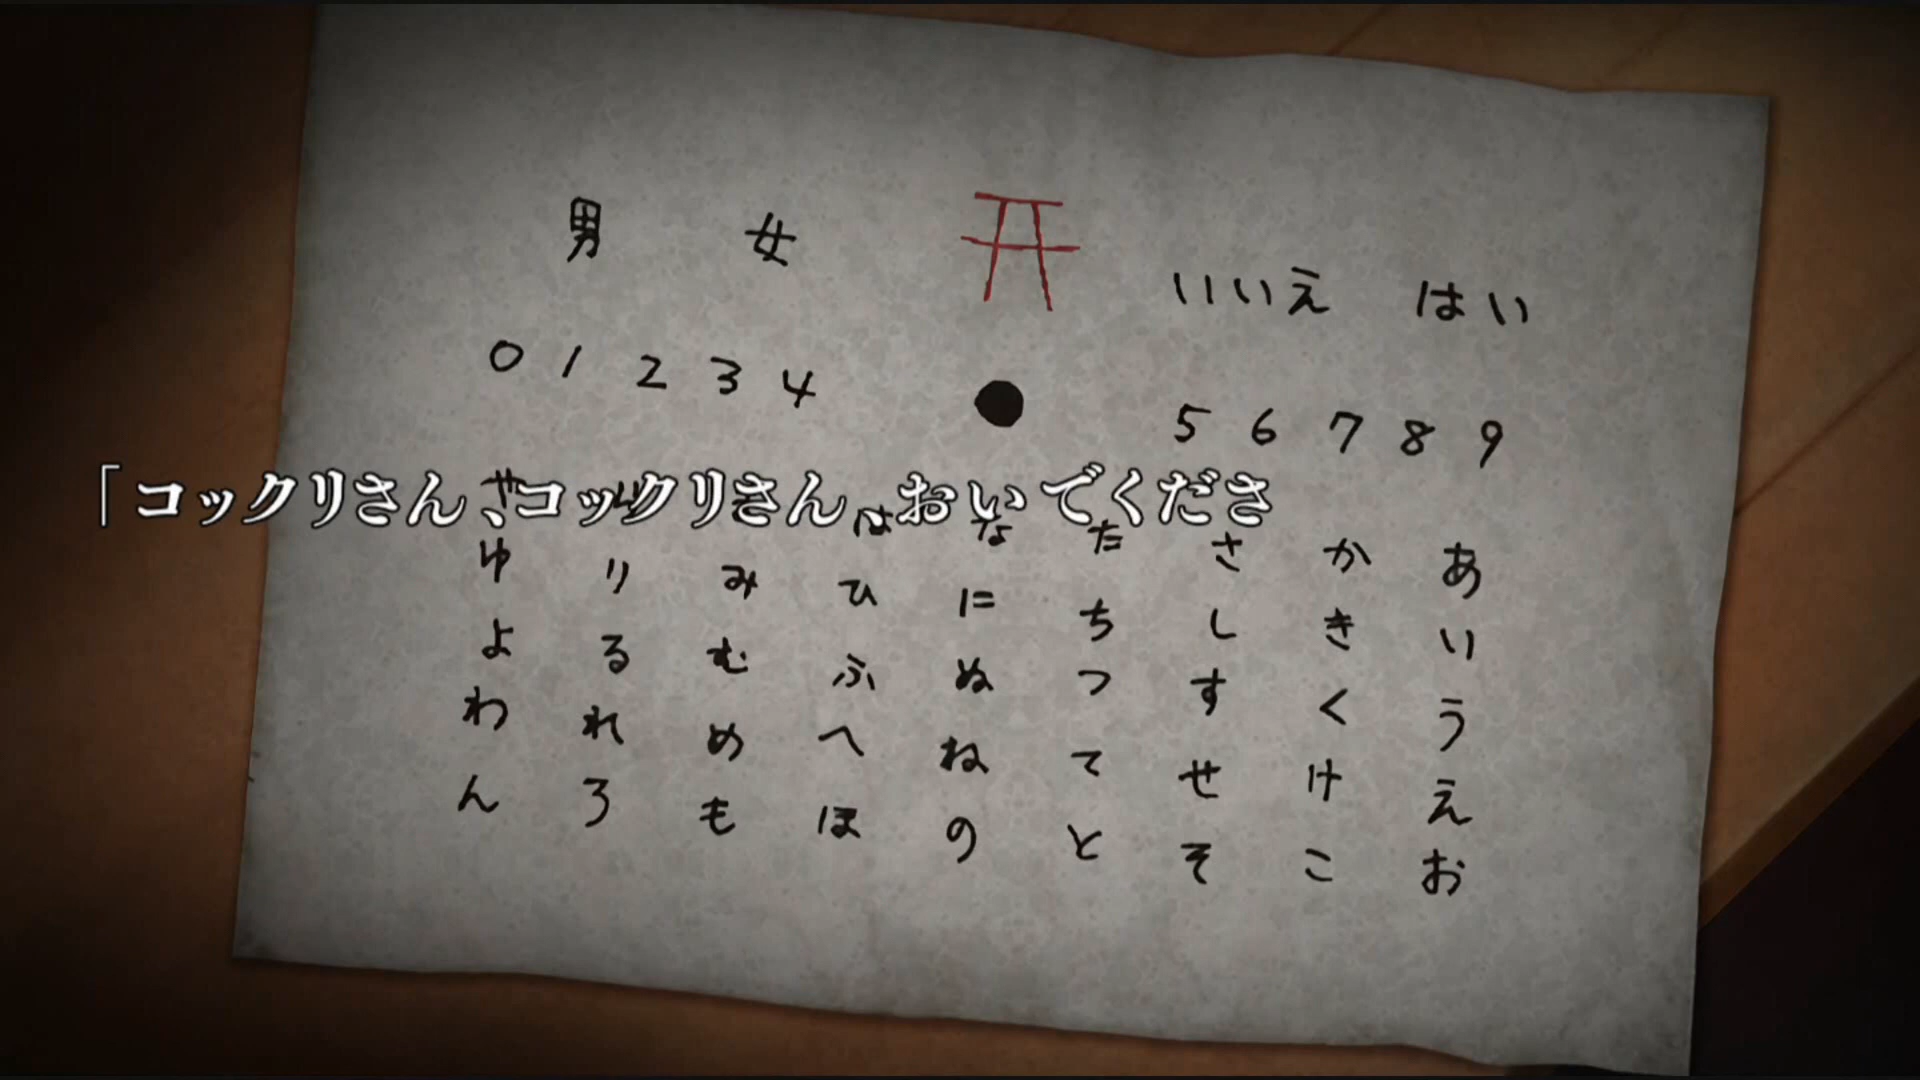 男 女 いいえ はい
0 1 2 3 4 5 6 7 8 9
「コックリさん、コックリさん、おいでくださ
や は な た さ か あ
ゆ り み ひ に ち し き い
よ る む ふ ぬ つ す く う
わ れ め へ ね て せ け え
ん ろ も ほ の と そ こ お